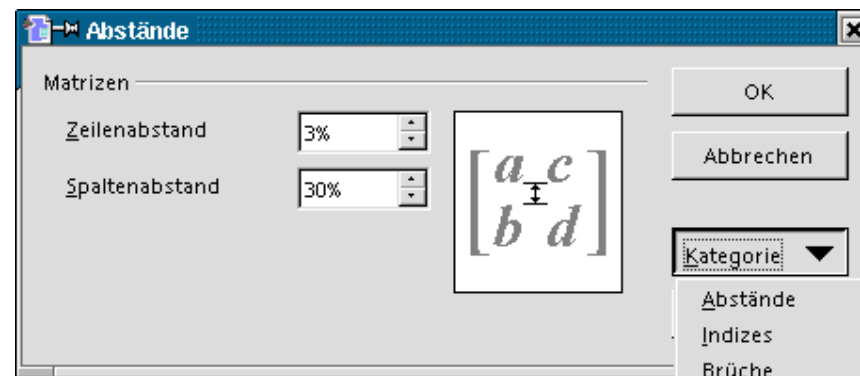 Abstände
Matrizen
Zeilenabstand 3%
Spaltenabstand 30%
a c
b d
OK
Abbrechen
Kategorie
Abstände
Indizes
Brüche